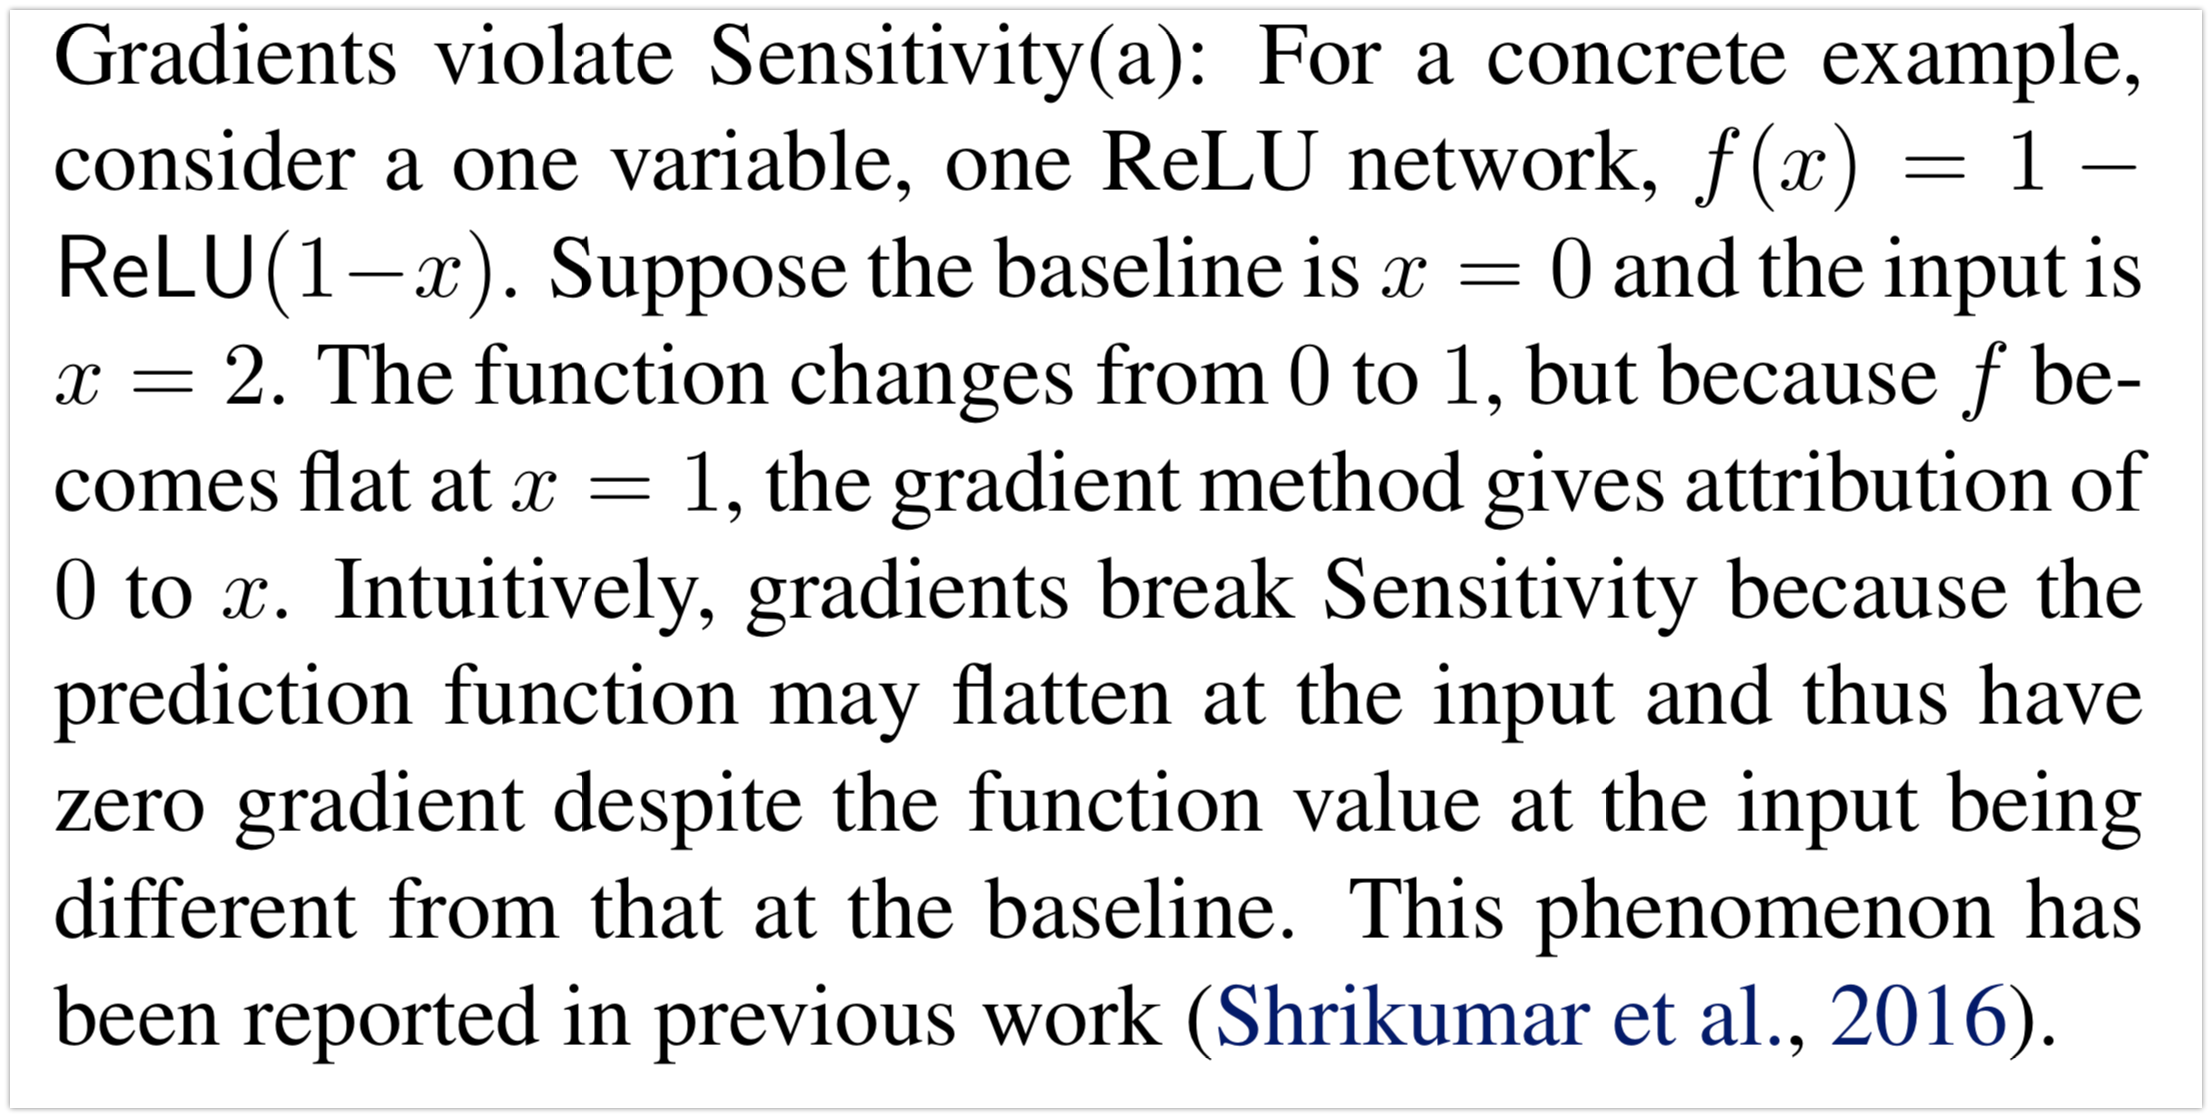 Gradients violate Sensitivity(a): For a concrete example,
consider a one variable, one ReLU network, f(x) = 1 −
ReLU(1−x). Suppose the baseline is x = 0 and the input is
x = 2. The function changes from 0 to 1, but because f be-
comes flat at x = 1, the gradient method gives attribution of
0 to x. Intuitively, gradients break Sensitivity because the
prediction function may flatten at the input and thus have
zero gradient despite the function value at the input being
different from that at the baseline. This phenomenon has
been reported in previous work (Shrikumar et al., 2016).